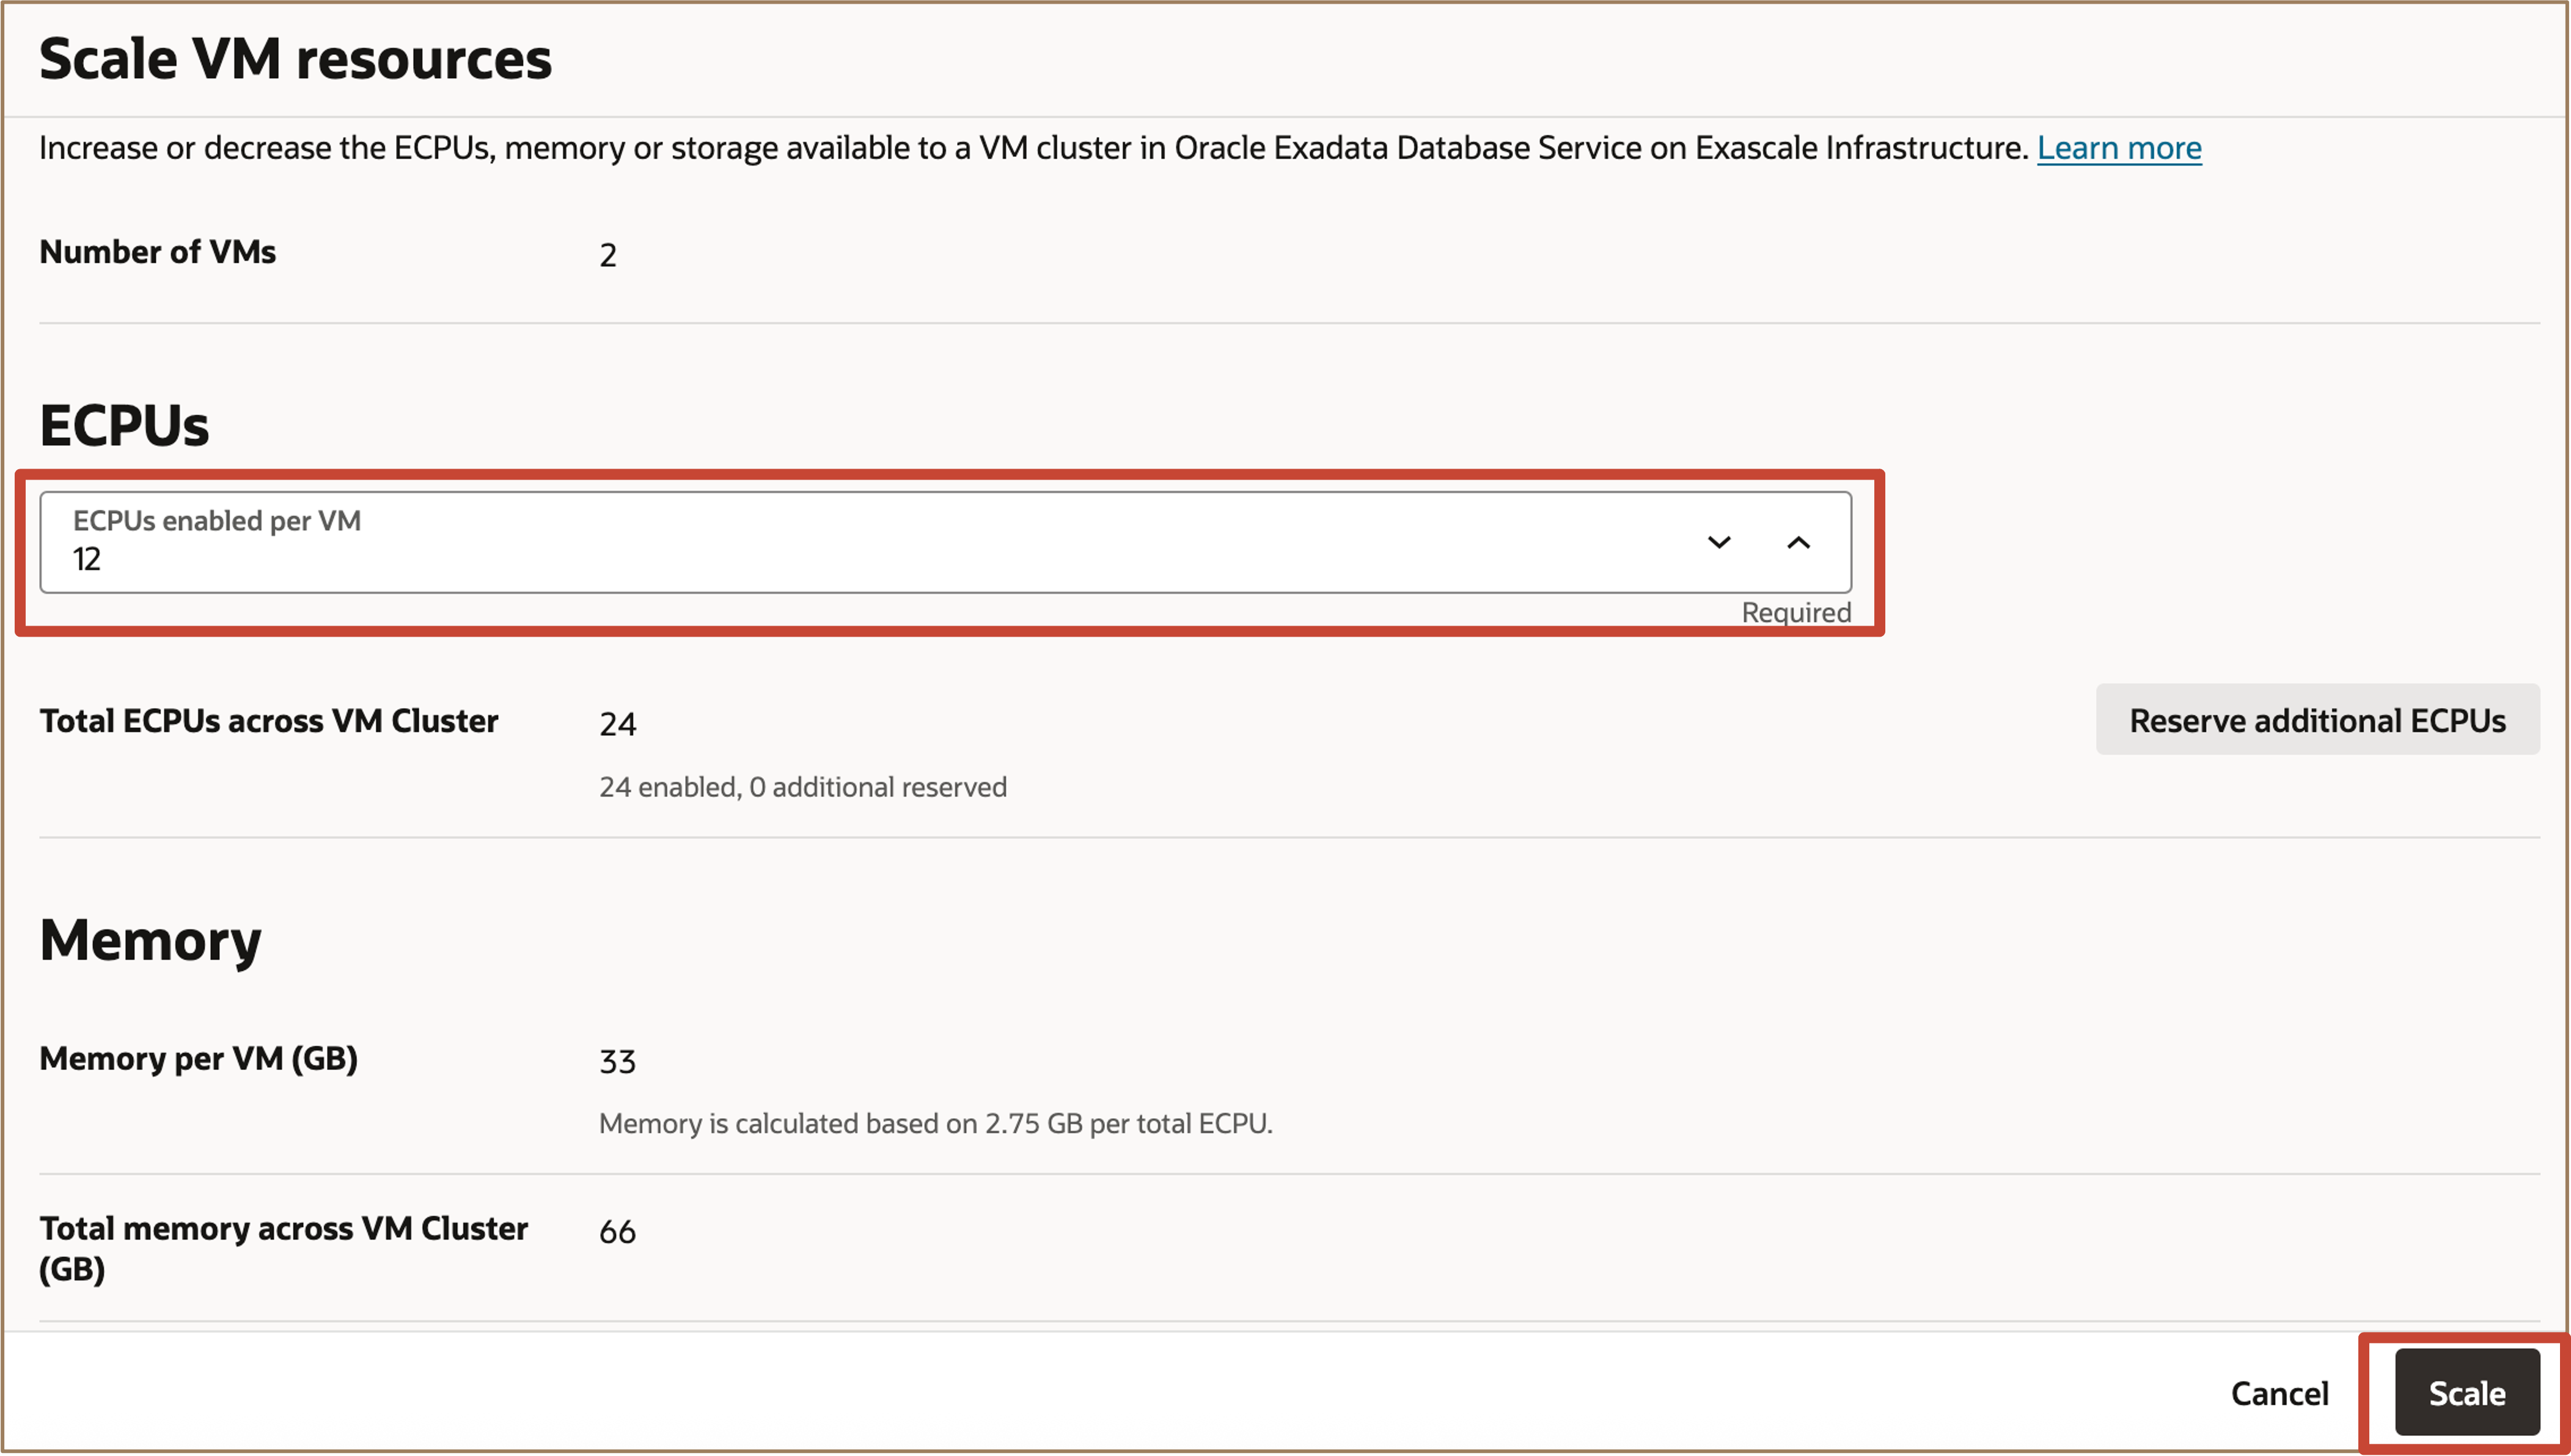 Scale VM resources
Increase or decrease the ECPUs, memory or storage available to a VM cluster in Oracle Exadata Database Service on Exascale Infrastructure. Learn more
Number of VMs 2
ECPUs
ECPUs enabled per VM
12
Required
Total ECPUs across VM Cluster 24 Reserve additional ECPUs
24 enabled, 0 additional reserved
Memory
Memory per VM (GB) 33
Memory is calculated based on 2.75 GB per total ECPU.
Total memory across VM Cluster 66
(GB)
Cancel Scale